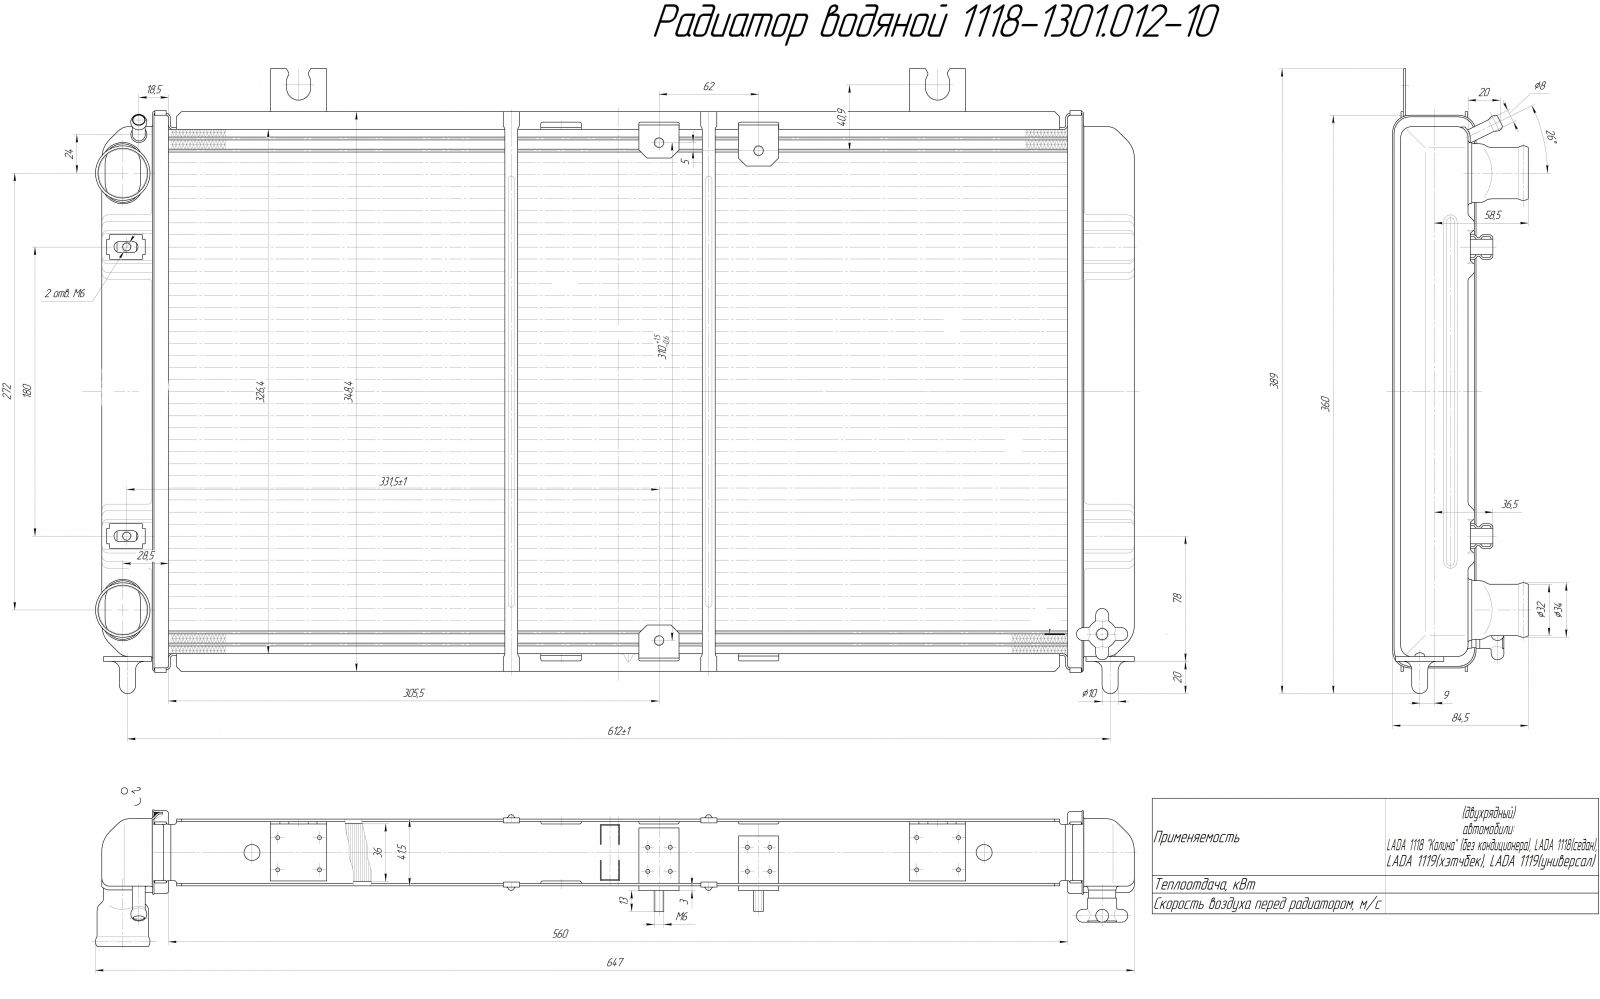 Радиатор водяной 1118-1301.012-10
18,5
62
40,9
20
ø8
26°
24
5
58,5
2 отв. М6
272
180
326,4
348,4
310 +1,5 -0,6
389
360
331,5±1
36,5
28,5
78
ø32
ø34
20
305,5
ø10
9
612±1
84,5
2
36
41,5
13
3
М6
560
647
Применяемость
(двухрядный)
автомобили:
LADA 1118 "Калина" (без кондиционера), LADA 1118(седан),
LADA 1119(хэтчбек), LADA 1119(универсал)
Теплоотдача, кВт
Скорость воздуха перед радиатором, м/с